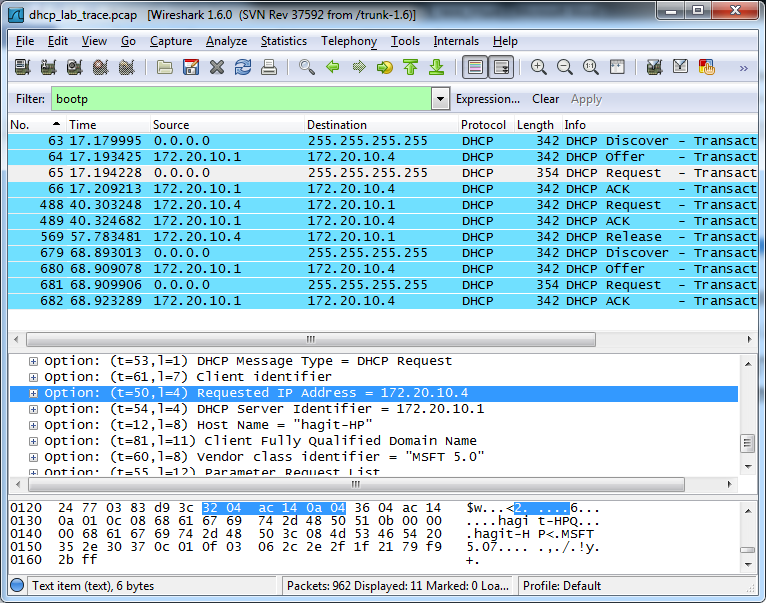 dhcp_lab_trace.pcap [Wireshark 1.6.0 (SVN Rev 37592 from /trunk-1.6)]
File Edit View Go Capture Analyze Statistics Telephony Tools Internals Help
Filter: bootp Expression... Clear Apply
No. Time Source Destination Protocol Length Info
63 17.179995 0.0.0.0 255.255.255.255 DHCP 342 DHCP Discover - Transact
64 17.193425 172.20.10.1 172.20.10.4 DHCP 342 DHCP Offer - Transact
65 17.194228 0.0.0.0 255.255.255.255 DHCP 354 DHCP Request - Transact
66 17.209213 172.20.10.1 172.20.10.4 DHCP 342 DHCP ACK - Transact
488 40.303248 172.20.10.4 172.20.10.1 DHCP 342 DHCP Request - Transact
489 40.324682 172.20.10.1 172.20.10.4 DHCP 342 DHCP ACK - Transact
569 57.783481 172.20.10.4 172.20.10.1 DHCP 342 DHCP Release - Transact
679 68.893013 0.0.0.0 255.255.255.255 DHCP 342 DHCP Discover - Transact
680 68.909078 172.20.10.1 172.20.10.4 DHCP 342 DHCP Offer - Transact
681 68.909906 0.0.0.0 255.255.255.255 DHCP 354 DHCP Request - Transact
682 68.923289 172.20.10.1 172.20.10.4 DHCP 342 DHCP ACK - Transact
Option: (t=53,l=1) DHCP Message Type = DHCP Request
Option: (t=61,l=7) Client identifier
Option: (t=50,l=4) Requested IP Address = 172.20.10.4
Option: (t=54,l=4) DHCP Server Identifier = 172.20.10.1
Option: (t=12,l=8) Host Name = "hagit-HP"
Option: (t=81,l=11) Client Fully Qualified Domain Name
Option: (t=60,l=8) Vendor class identifier = "MSFT 5.0"
Option: (t=55,l=12) Parameter Request List
0120 24 77 03 83 d9 3c 32 04 ac 14 0a 04 36 04 ac 14 $w...<2. ....6...
0130 0a 01 0c 08 68 61 67 69 74 2d 48 50 51 0b 00 00 ....hagi t-HPQ...
0140 00 68 61 67 69 74 2d 48 50 3c 08 4d 53 46 54 20 .hagit-H P<.MSFT
0150 35 2e 30 37 0c 01 0f 03 06 2c 2e 2f 1f 21 79 f9 5.07.... .,./.!y.
0160 2b ff +.
Text item (text), 6 bytes Packets: 962 Displayed: 11 Marked: 0 Loa... Profile: Default